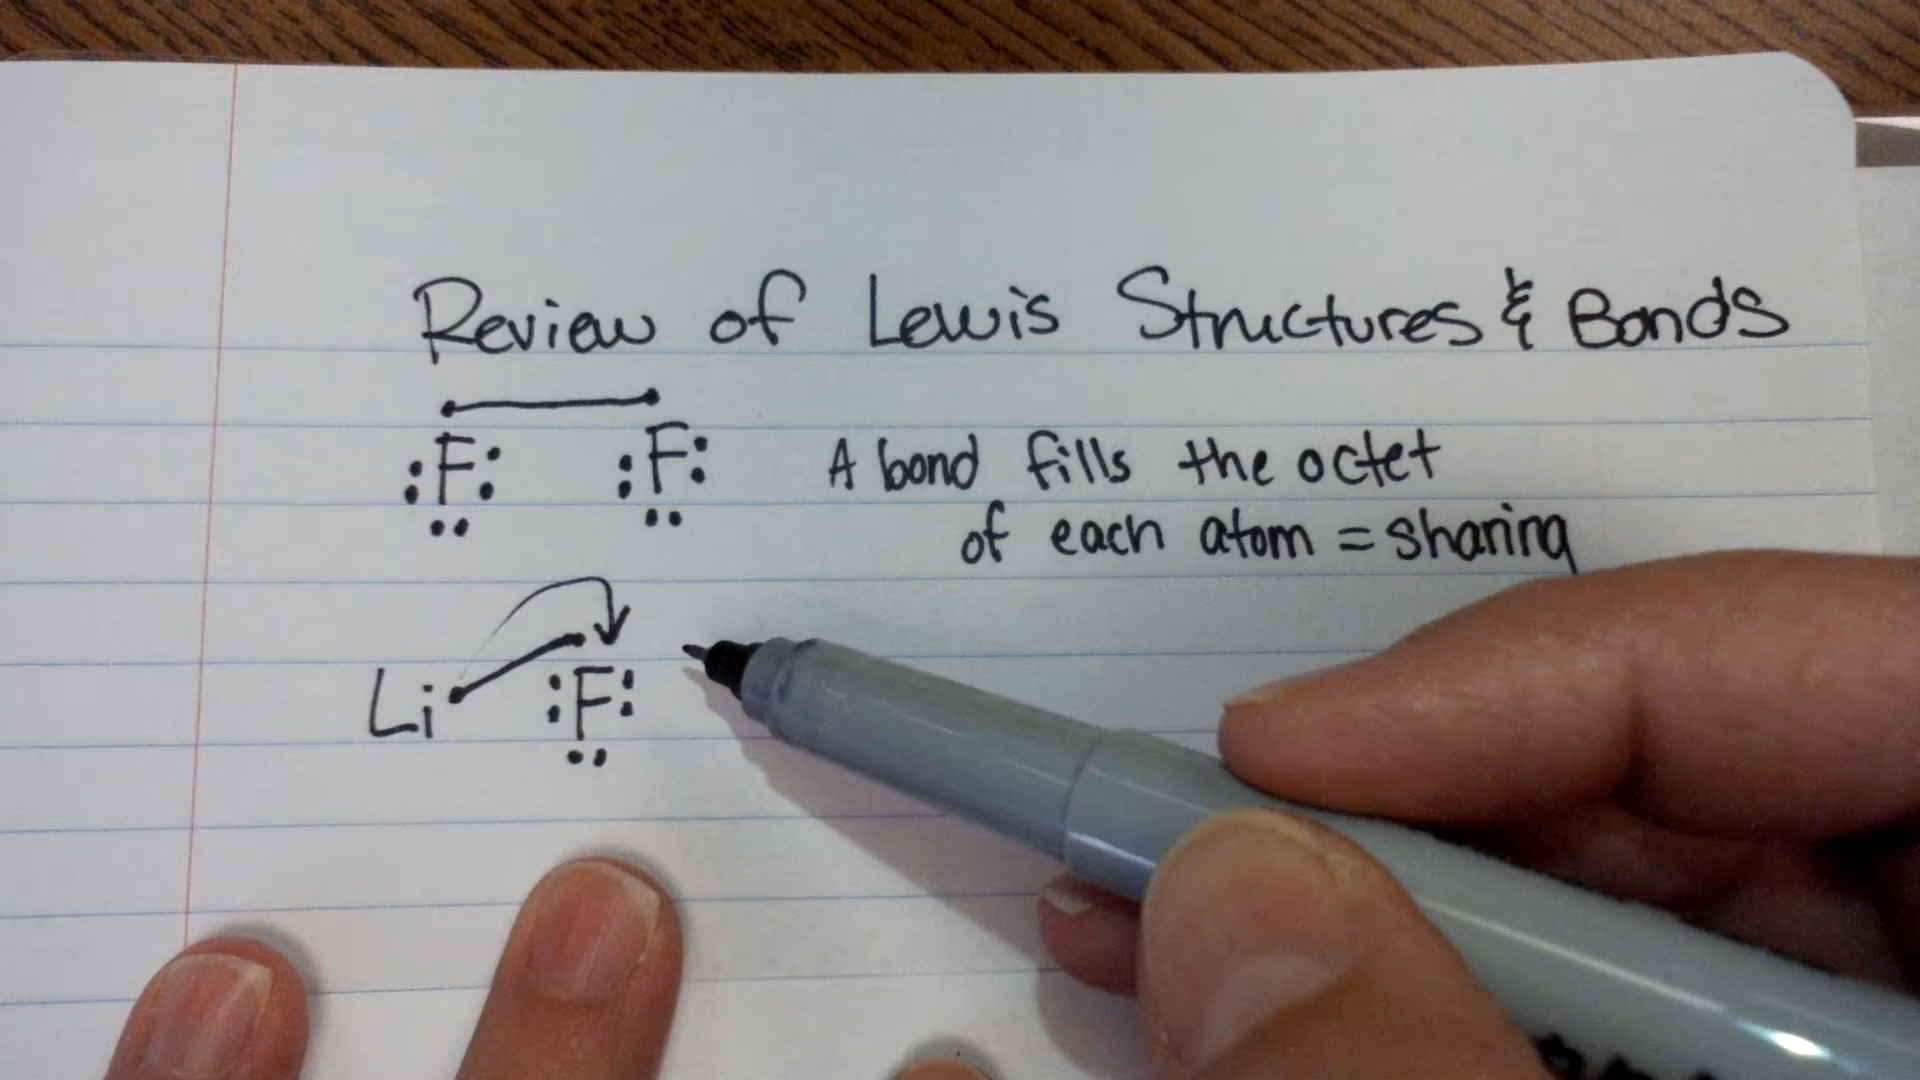 Review of Lewis Structures & Bonds
:F: :F: A bond fills the octet
of each atom = sharing
Li :F: